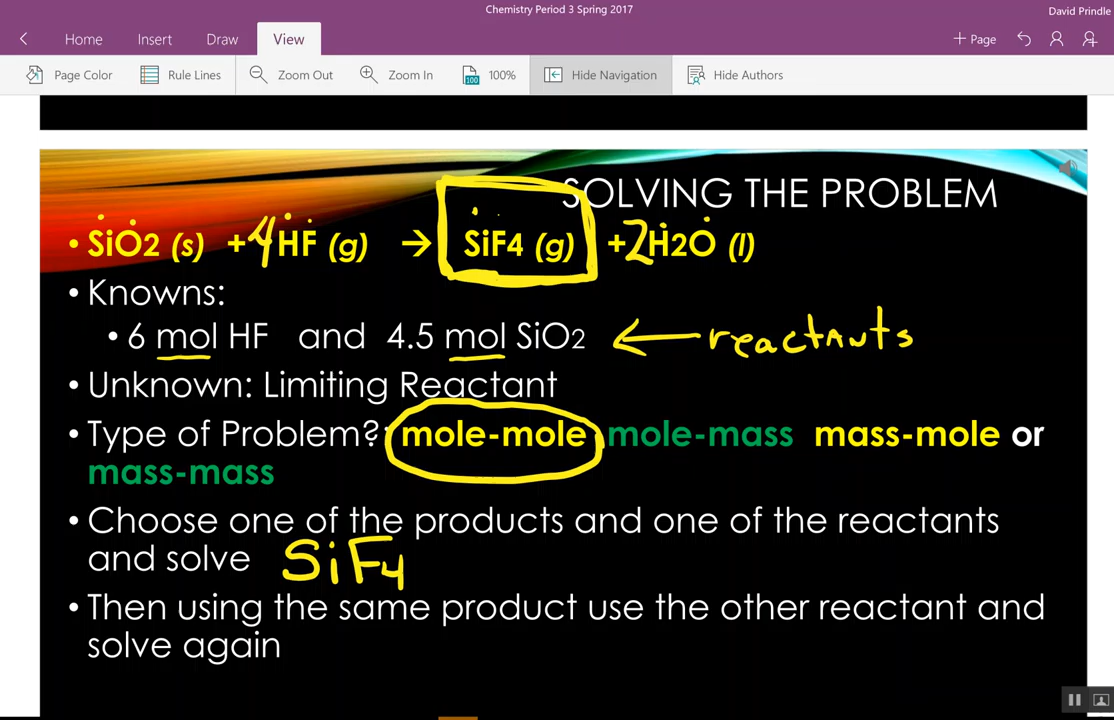 Chemistry Period 3 Spring 2017
David Prindle
Home Insert Draw View + Page
Page Color Rule Lines Zoom Out Zoom In 100 100% Hide Navigation Hide Authors
SOLVING THE PROBLEM
• SiO2 (s) + 4 HF (g) → SiF4 (g) + 2 H2O (l)
• Knowns:
• 6 mol HF and 4.5 mol SiO2 ← reactants
• Unknown: Limiting Reactant
• Type of Problem?: mole-mole mole-mass mass-mole or
mass-mass
• Choose one of the products and one of the reactants
and solve SiF4
• Then using the same product use the other reactant and
solve again